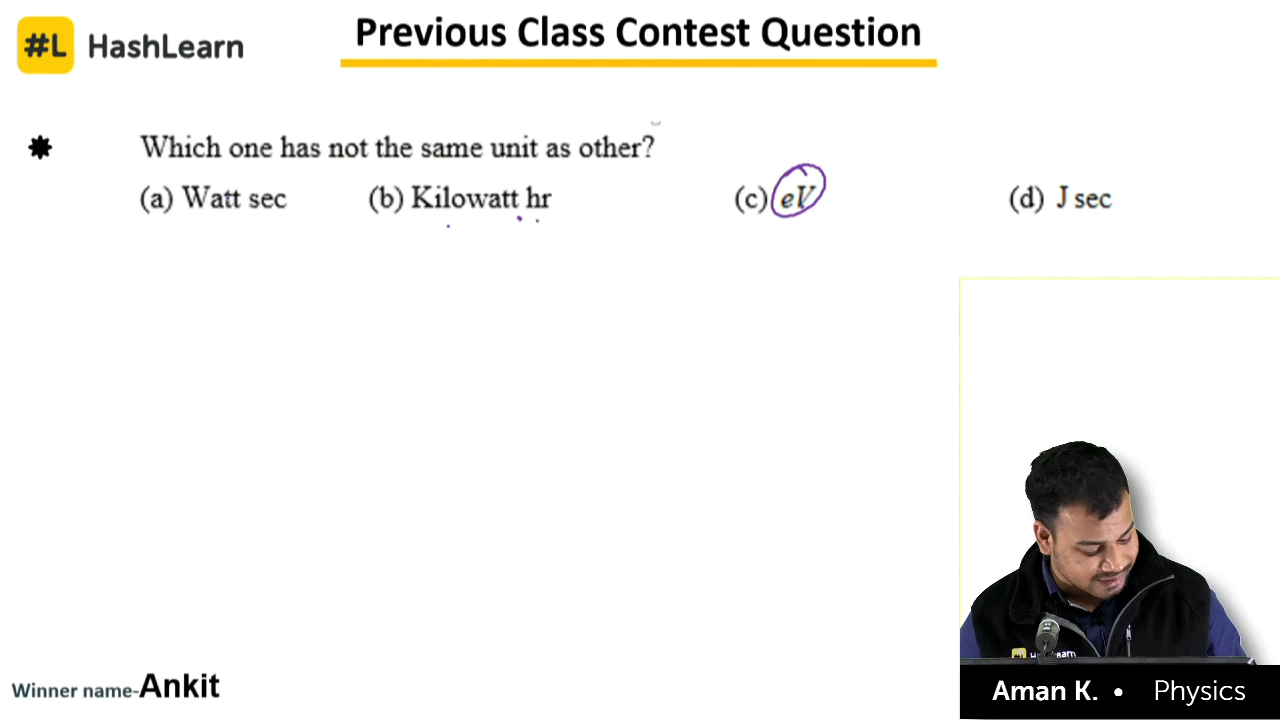 #L HashLearn
Previous Class Contest Question
Which one has not the same unit as other?
(a) Watt sec (b) Kilowatt hr (c) eV (d) J sec
#L HashLearn
Winner name-Ankit
Aman K. • Physics